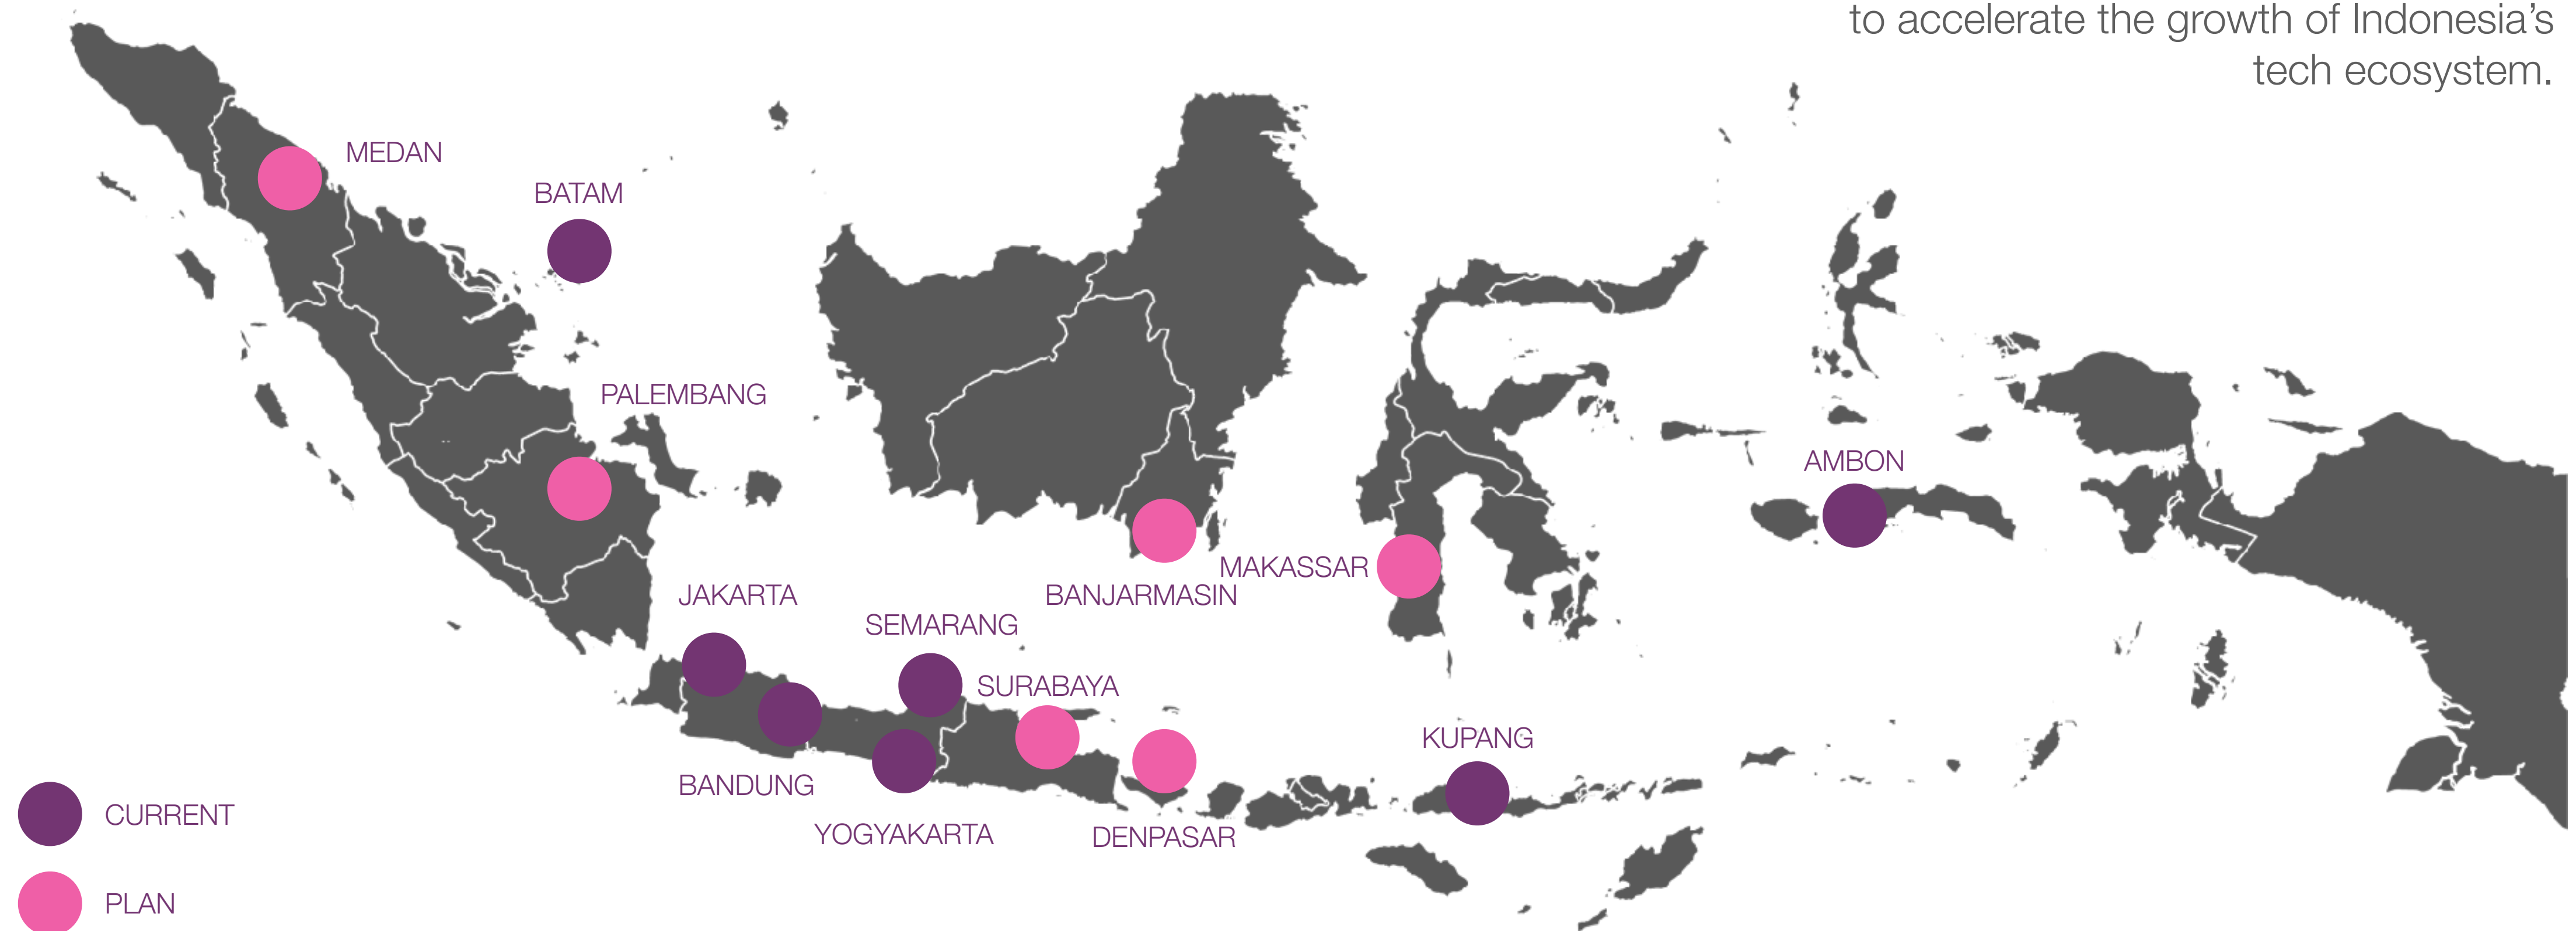 to accelerate the growth of Indonesia’s
tech ecosystem.
MEDAN
BATAM
PALEMBANG
AMBON
MAKASSAR
BANJARMASIN
JAKARTA
SEMARANG
SURABAYA
KUPANG
BANDUNG
YOGYAKARTA
DENPASAR
CURRENT
PLAN